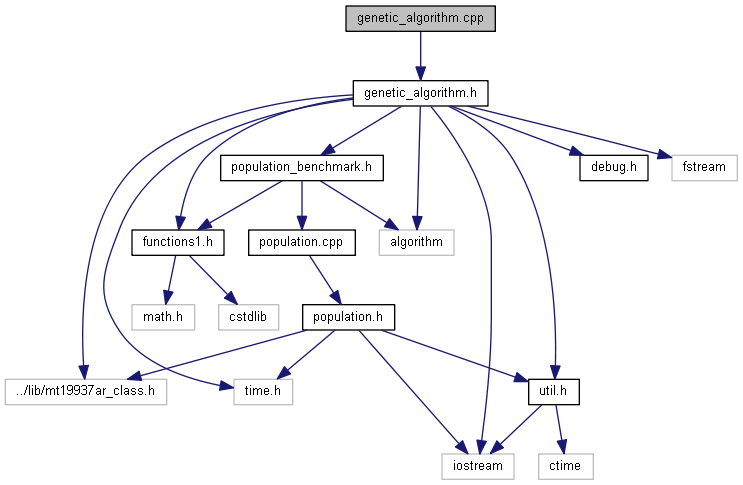 genetic_algorithm.cpp
genetic_algorithm.h
population_benchmark.h
debug.h
fstream
functions1.h
population.cpp
algorithm
math.h
cstdlib
population.h
../lib/mt19937ar_class.h
time.h
util.h
iostream
ctime